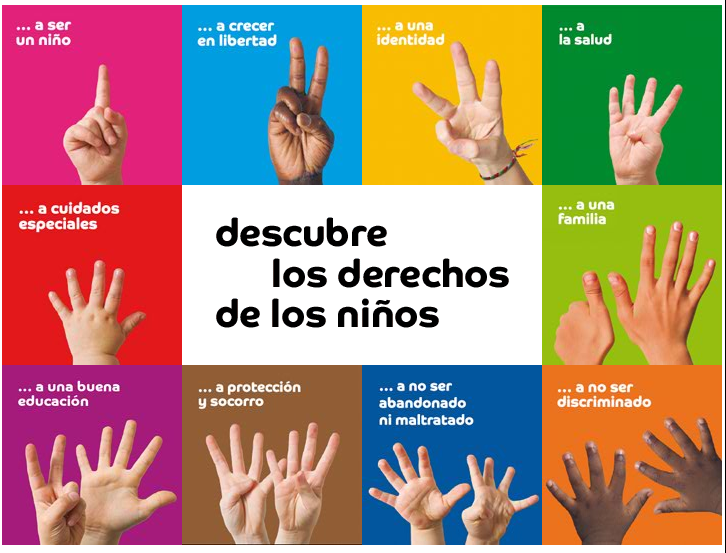 ... a ser
un niño
... a crecer
en libertad
... a una
identidad
... a
la salud
... a cuidados
especiales
descubre
los derechos
de los niños
... a una
familia
... a una buena
educación
... a protección
y socorro
... a no ser
abandonado
ni maltratado
... a no ser
discriminado